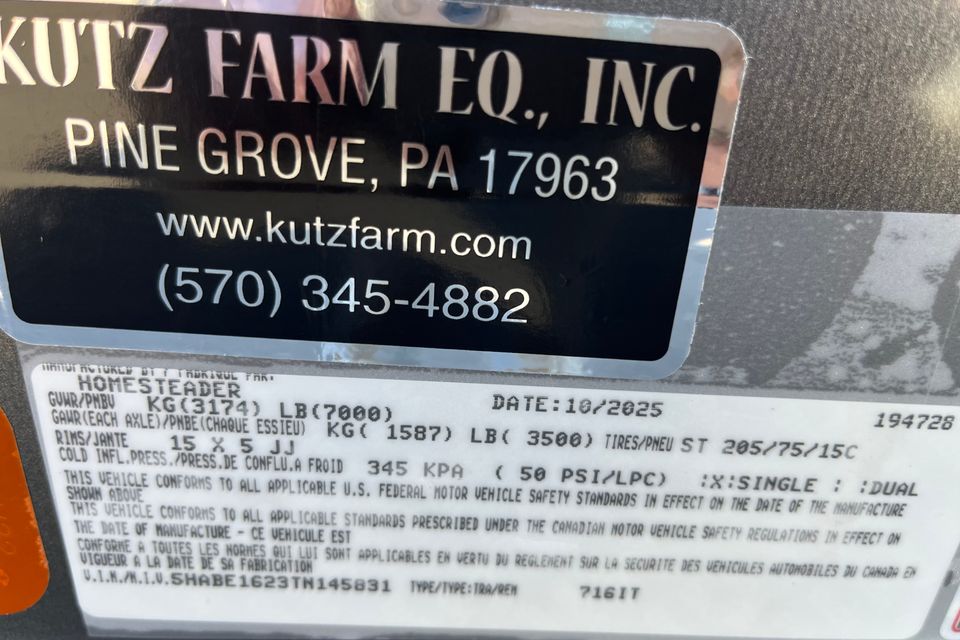 KUTZ FARM EQ., INC.
PINE GROVE, PA 17963
www.kutzfarm.com
(570) 345-4882
MANUFACTURED BY / FABRIQUE PAR:
HOMESTEADER
DATE:10/2025
194728
GVWR/PNBV KG(3174) LB(7000)
GAWR(EACH AXLE)/PNBE(CHAQUE ESSIEU) KG( 1587) LB( 3500) TIRES/PNEU ST 205/75/15C
RIMS/JANTE 15 X 5 JJ
COLD INFL.PRESS./PRESS.DE CONFLU.A FROID 345 KPA ( 50 PSI/LPC) :X:SINGLE : :DUAL
THIS VEHICLE CONFORMS TO ALL APPLICABLE U.S. FEDERAL MOTOR VEHICLE SAFETY STANDARDS IN EFFECT ON THE DATE OF THE MANUFACTURE
SHOWN ABOVE
THIS VEHICLE CONFORMS TO ALL APPLICABLE STANDARDS PRESCRIBED UNDER THE CANADIAN MOTOR VEHICLE SAFETY REGULATIONS IN EFFECT ON
THE DATE OF MANUFACTURE - CE VEHICULE EST
CONFORME A TOUTES LES NORMES QUI LUI SONT APPLICABLES EN VERTU DU REGLEMENT SUR LA SECURITE DES VEHICULES AUTOMOBILES DU CANADA EN
VIGUEUR A LA DATE DE SA FABRICATION
V.I.N./N.I.V.5HABE1623TN145831 TYPE/TYPE:TRA/REM 716IT